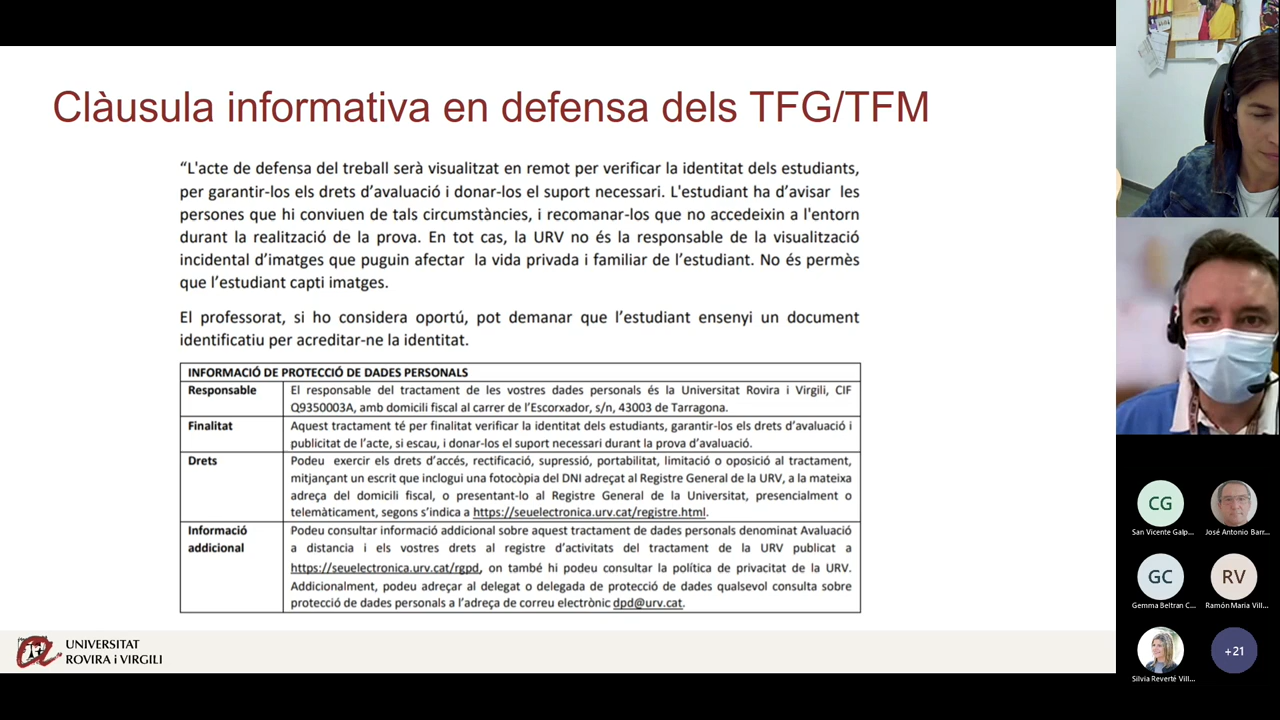 Clàusula informativa en defensa dels TFG/TFM
“L'acte de defensa del treball serà visualitzat en remot per verificar la identitat dels estudiants,
per garantir-los els drets d’avaluació i donar-los el suport necessari. L'estudiant ha d’avisar les
persones que hi conviuen de tals circumstàncies, i recomanar-los que no accedeixin a l'entorn
durant la realització de la prova. En tot cas, la URV no és la responsable de la visualització
incidental d’imatges que puguin afectar la vida privada i familiar de l’estudiant. No és permès
que l’estudiant capti imatges.
El professorat, si ho considera oportú, pot demanar que l’estudiant ensenyi un document
identificatiu per acreditar-ne la identitat.
INFORMACIÓ DE PROTECCIÓ DE DADES PERSONALS
Responsable
El responsable del tractament de les vostres dades personals és la Universitat Rovira i Virgili, CIF
Q9350003A, amb domicili fiscal al carrer de l’Escorxador, s/n, 43003 de Tarragona.
Finalitat
Aquest tractament té per finalitat verificar la identitat dels estudiants, garantir-los els drets d’avaluació i
publicitat de l’acte, si escau, i donar-los el suport necessari durant la prova d’avaluació.
Drets
Podeu exercir els drets d’accés, rectificació, supressió, portabilitat, limitació o oposició al tractament,
mitjançant un escrit que inclogui una fotocòpia del DNI adreçat al Registre General de la URV, a la mateixa
adreça del domicili fiscal, o presentant-lo al Registre General de la Universitat, presencialment o
telemàticament, segons s’indica a https://seuelectronica.urv.cat/registre.html.
Informació
addicional
Podeu consultar informació addicional sobre aquest tractament de dades personals denominat Avaluació
a distancia i els vostres drets al registre d’activitats del tractament de la URV publicat a
https://seuelectronica.urv.cat/rgpd, on també hi podeu consultar la política de privacitat de la URV.
Addicionalment, podeu adreçar al delegat o delegada de protecció de dades qualsevol consulta sobre
protecció de dades personals a l’adreça de correu electrònic dpd@urv.cat.
UNIVERSITAT
ROVIRA i VIRGILI
CG
San Vicente Galp...
José Antonio Barr...
GC
Gemma Beltran C...
RV
Ramón Maria Vill...
Silvia Reverté Vill...
+21